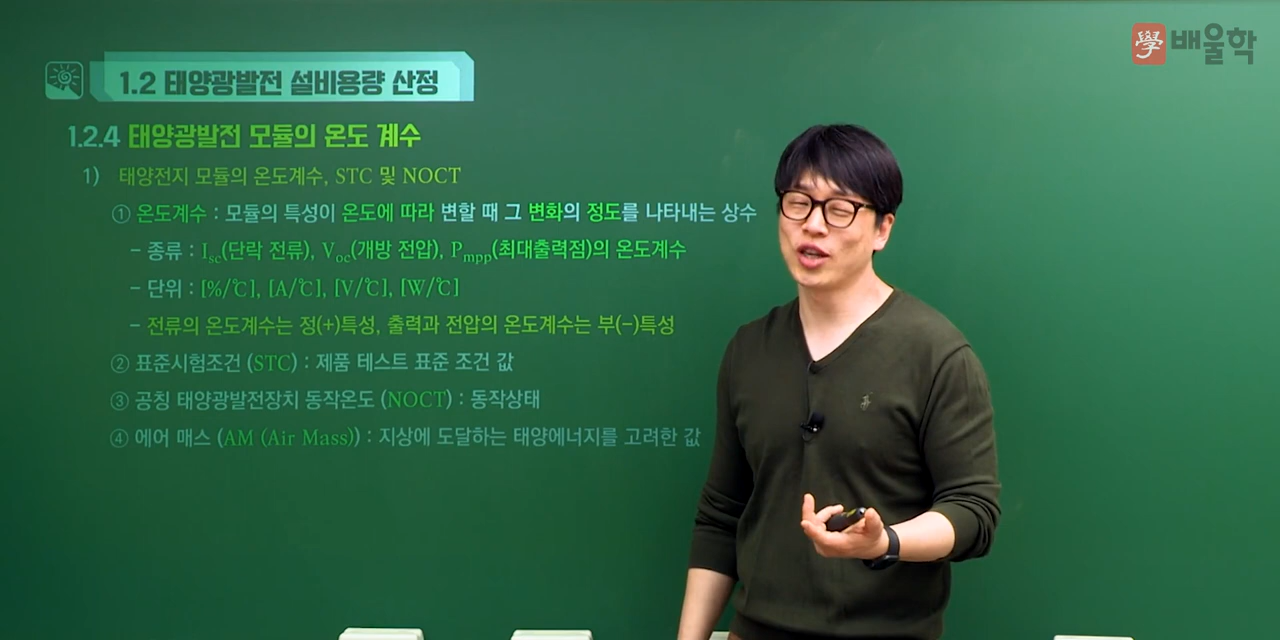 學 배울학
1.2 태양광발전 설비용량 산정
1.2.4 태양광발전 모듈의 온도 계수
1) 태양전지 모듈의 온도계수, STC 및 NOCT
① 온도계수 : 모듈의 특성이 온도에 따라 변할 때 그 변화의 정도를 나타내는 상수
- 종류 : Isc(단락 전류), Voc(개방 전압), Pmpp(최대출력점)의 온도계수
- 단위 : [%/℃], [A/℃], [V/℃], [W/℃]
- 전류의 온도계수는 정(+)특성, 출력과 전압의 온도계수는 부(-)특성
② 표준시험조건 (STC) : 제품 테스트 표준 조건 값
③ 공칭 태양광발전장치 동작온도 (NOCT) : 동작상태
④ 에어 매스 (AM (Air Mass)) : 지상에 도달하는 태양에너지를 고려한 값